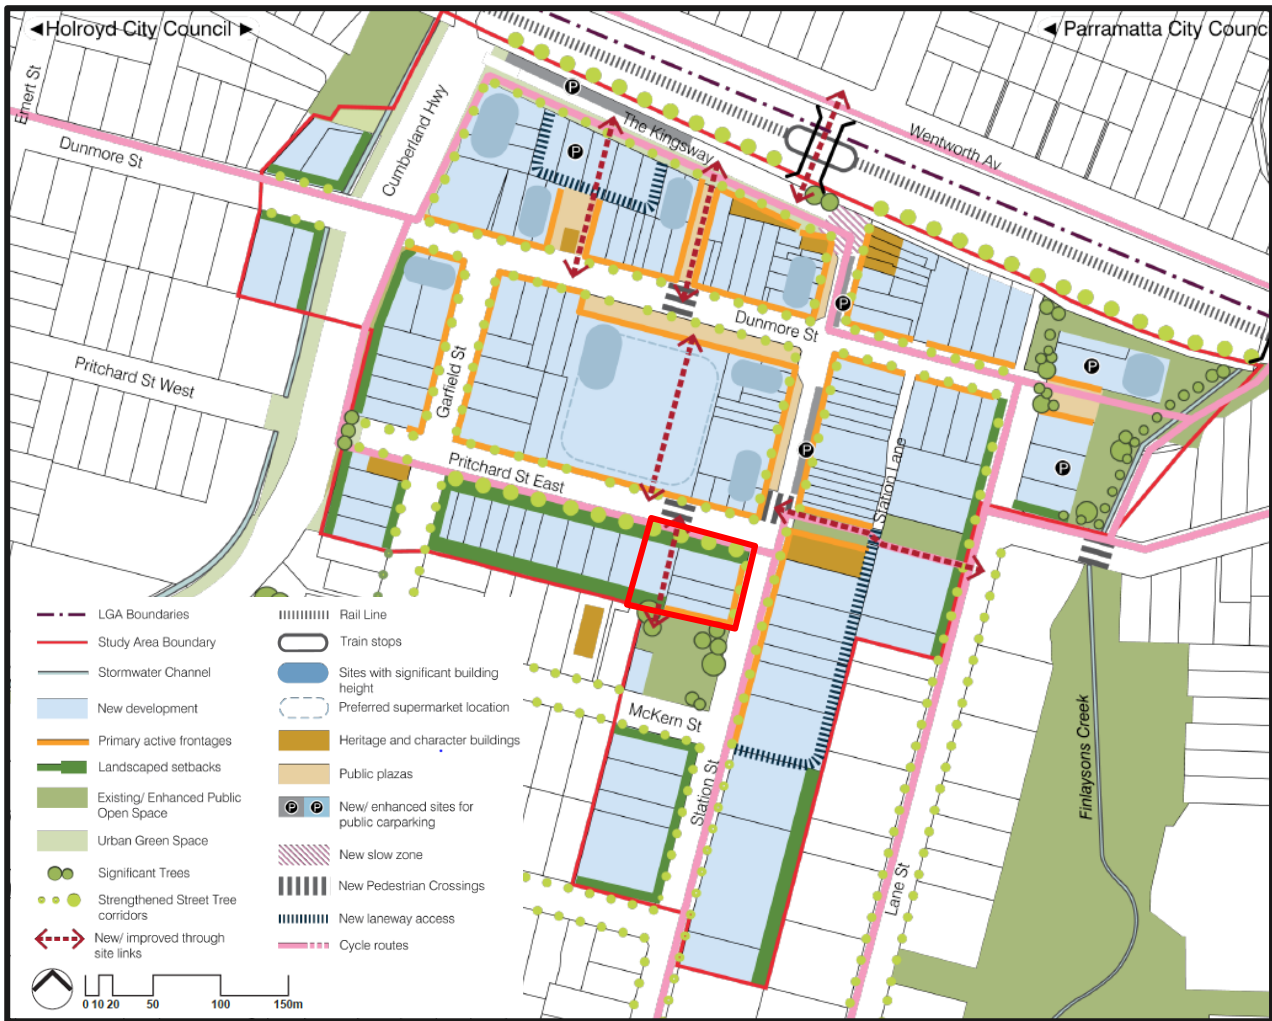 ◄Holroyd City Council ►
◄ Parramatta City Counc
Emert St
Dunmore St
Cumberland Hwy
The Kingsway
Wentworth Av
P
P
P
Dunmore St
P
Pritchard St West
Garfield St
P
Pritchard St East
Station Lane
P
McKern St
Station St
Lane St
Finlaysons Creek
LGA Boundaries
Study Area Boundary
Stormwater Channel
New development
Primary active frontages
Landscaped setbacks
Existing/ Enhanced Public
Open Space
Urban Green Space
Significant Trees
Strengthened Street Tree
corridors
New/ improved through
site links
Rail Line
Train stops
Sites with significant building
height
Preferred supermarket location
Heritage and character buildings
Public plazas
P P
New/ enhanced sites for
public carparking
New slow zone
New Pedestrian Crossings
New laneway access
Cycle routes
0 10 20 50 100 150m